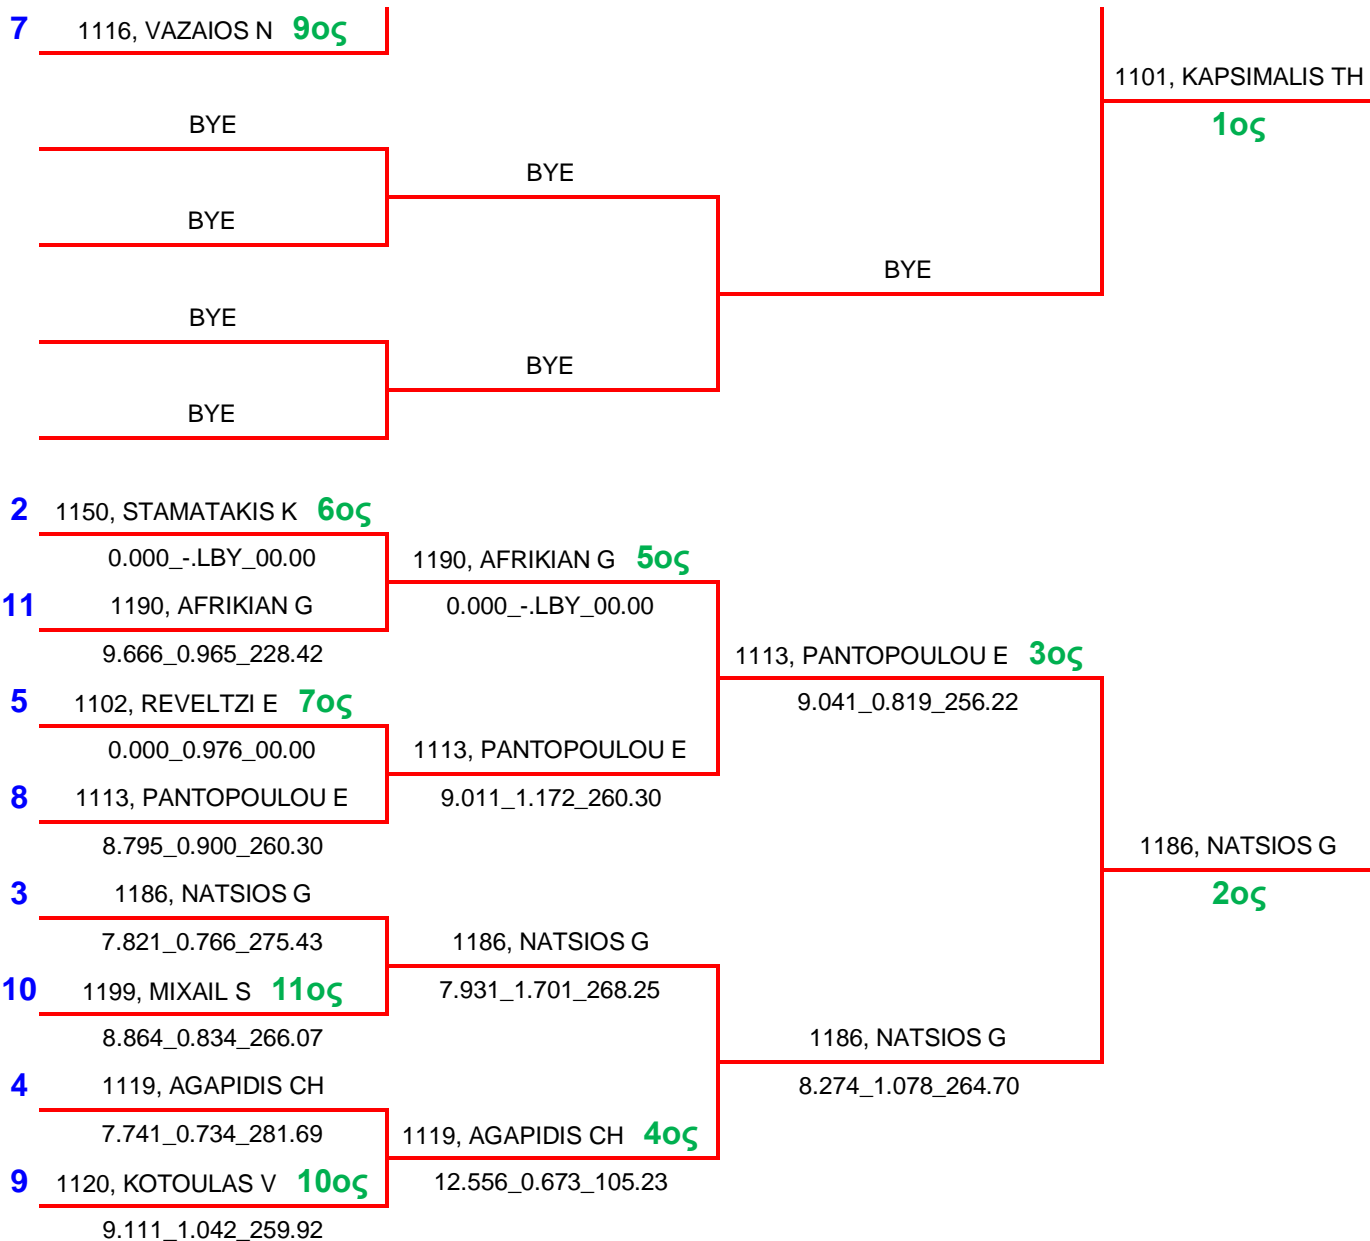 7 1116, VAZAIOS N 9ος
1101, KAPSIMALIS TH
1ος
BYE
BYE
BYE
BYE
BYE
BYE
BYE
2 1150, STAMATAKIS K 6ος
0.000_-.LBY_00.00
1190, AFRIKIAN G 5ος
11 1190, AFRIKIAN G
0.000_-.LBY_00.00
9.666_0.965_228.42
1113, PANTOPOULOU E 3ος
5 1102, REVELTZI E 7ος
9.041_0.819_256.22
0.000_0.976_00.00
1113, PANTOPOULOU E
8 1113, PANTOPOULOU E
9.011_1.172_260.30
8.795_0.900_260.30
1186, NATSIOS G
2ος
3 1186, NATSIOS G
7.821_0.766_275.43
1186, NATSIOS G
10 1199, MIXAIL S 11ος
7.931_1.701_268.25
8.864_0.834_266.07
1186, NATSIOS G
4 1119, AGAPIDIS CH
8.274_1.078_264.70
7.741_0.734_281.69
1119, AGAPIDIS CH 4ος
9 1120, KOTOULAS V 10ος
12.556_0.673_105.23
9.111_1.042_259.92